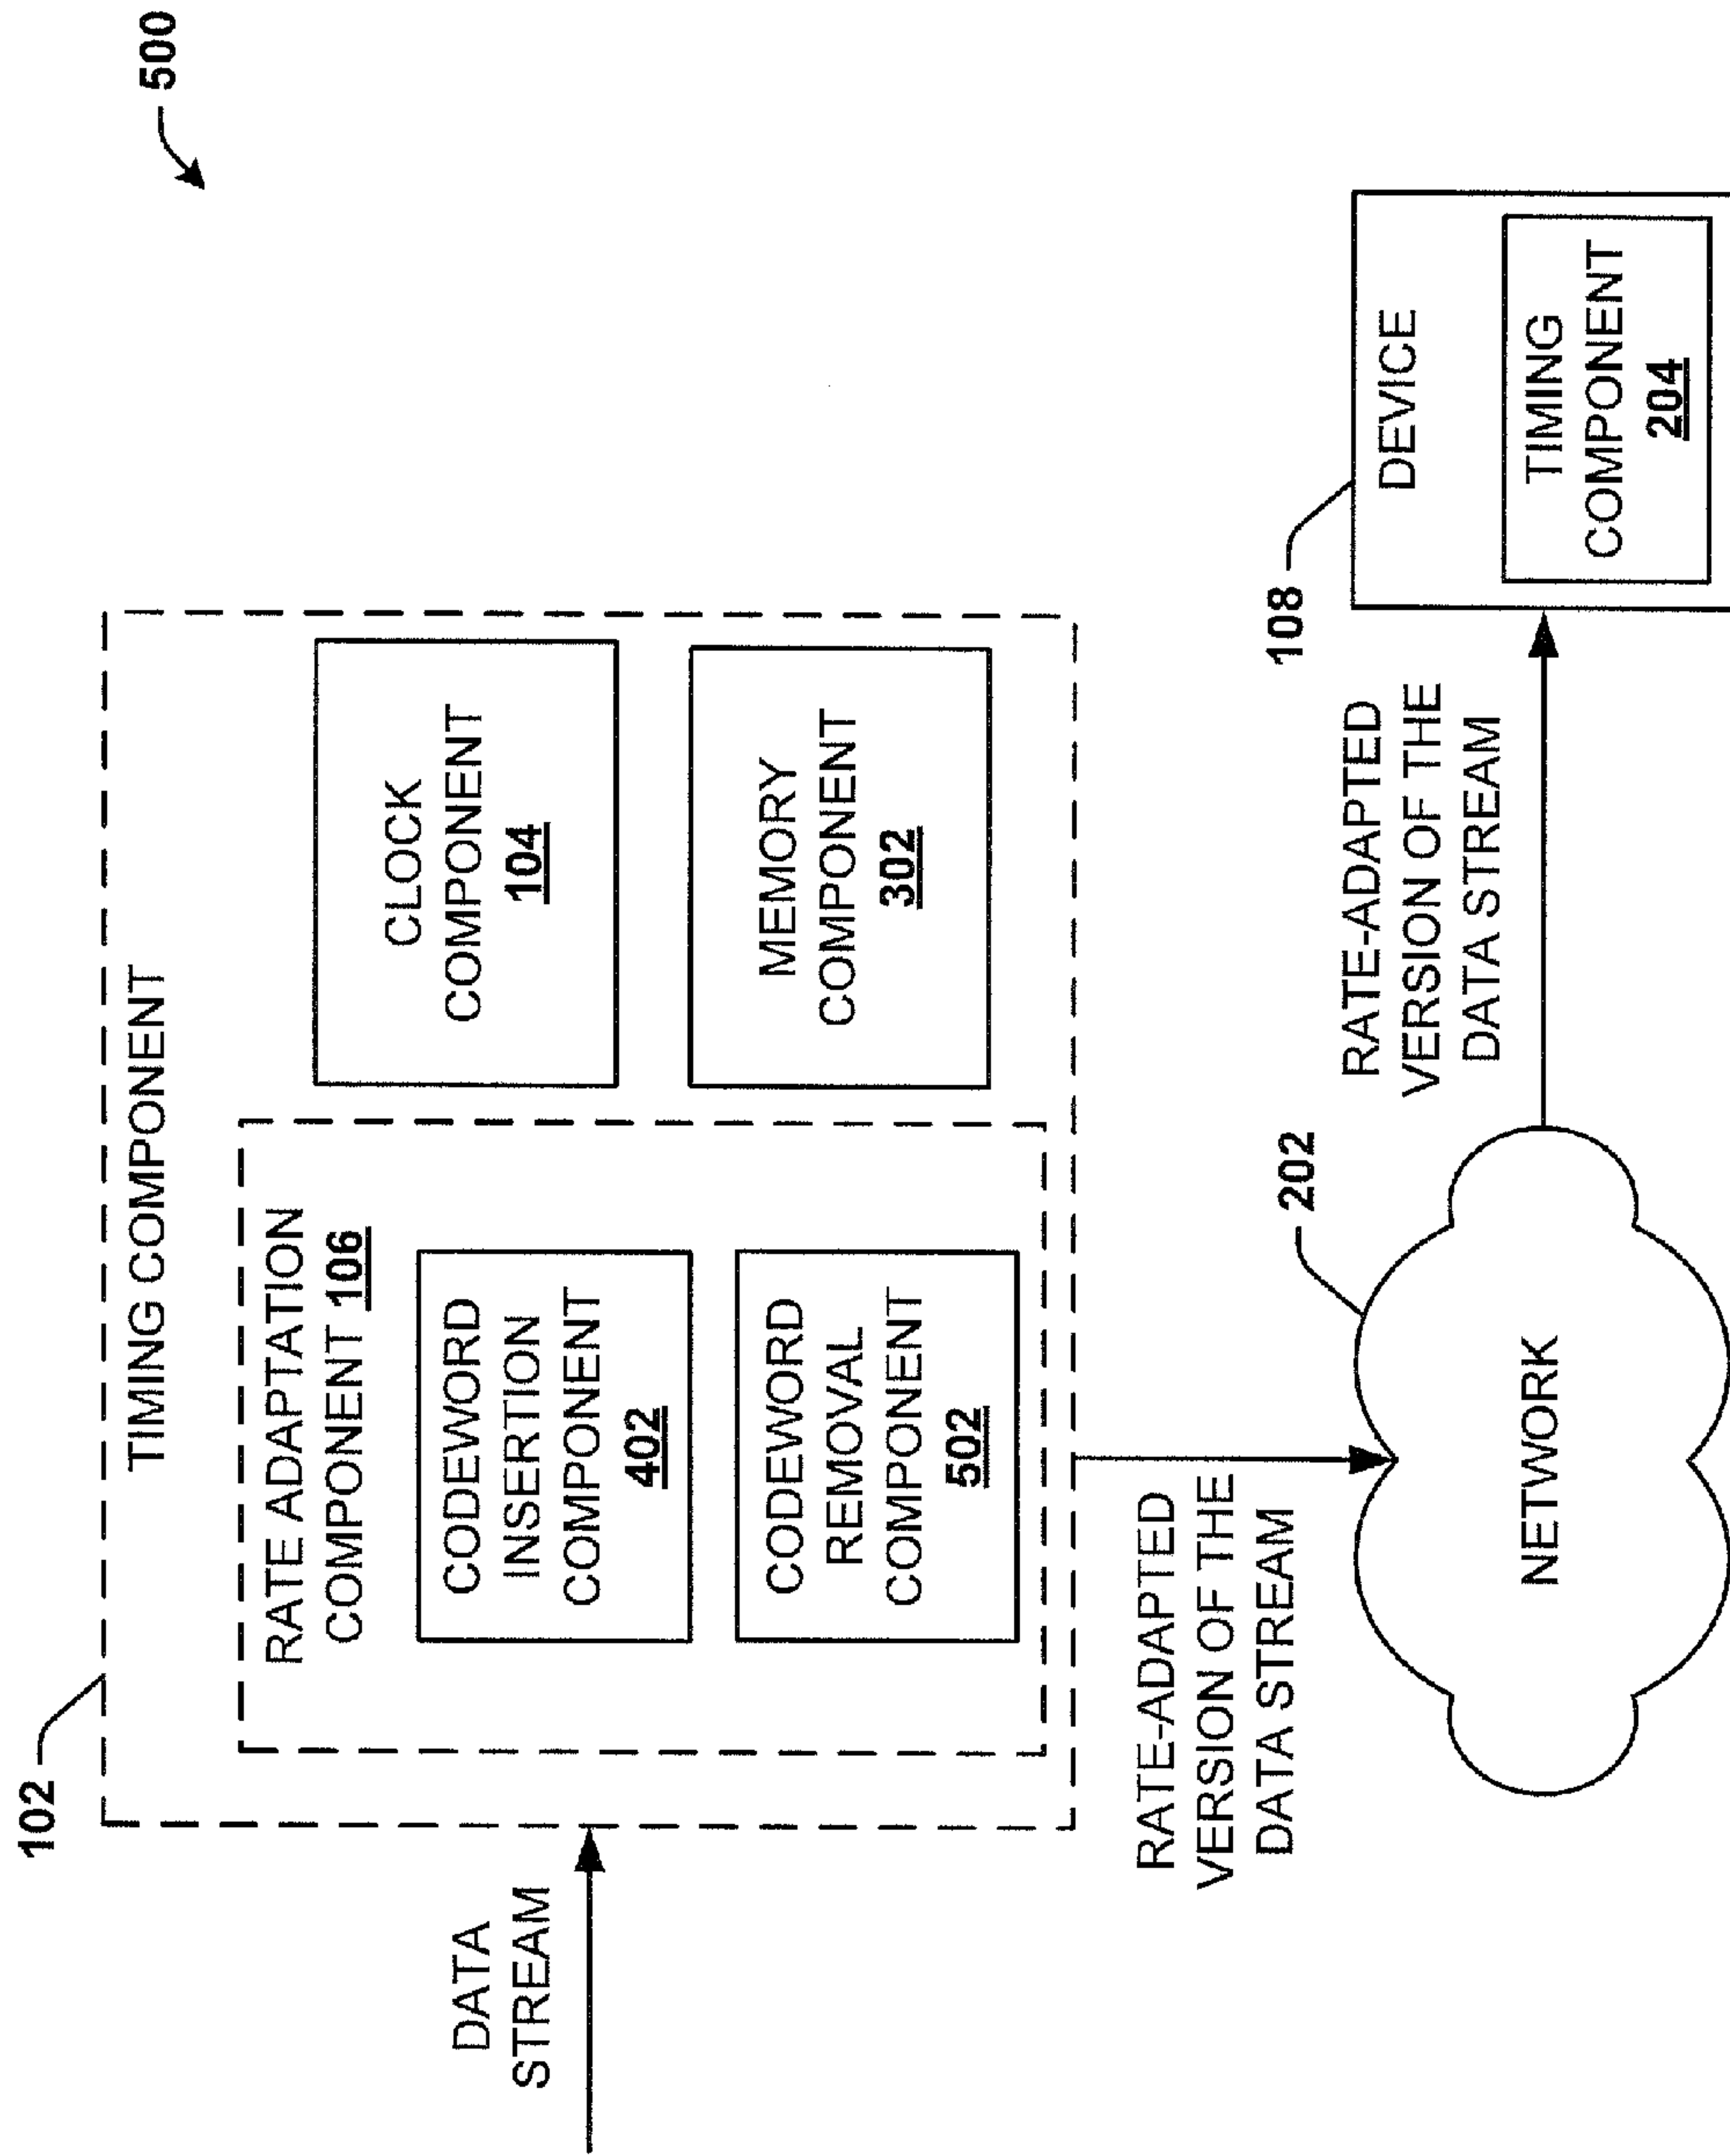 500
102
TIMING COMPONENT
DATA
STREAM
RATE ADAPTATION
COMPONENT 106
CODEWORD
INSERTION
COMPONENT
402
CODEWORD
REMOVAL
COMPONENT
502
CLOCK
COMPONENT
104
MEMORY
COMPONENT
302
RATE-ADAPTED
VERSION OF THE
DATA STREAM
202
NETWORK
RATE-ADAPTED
VERSION OF THE
DATA STREAM
108
DEVICE
TIMING
COMPONENT
204